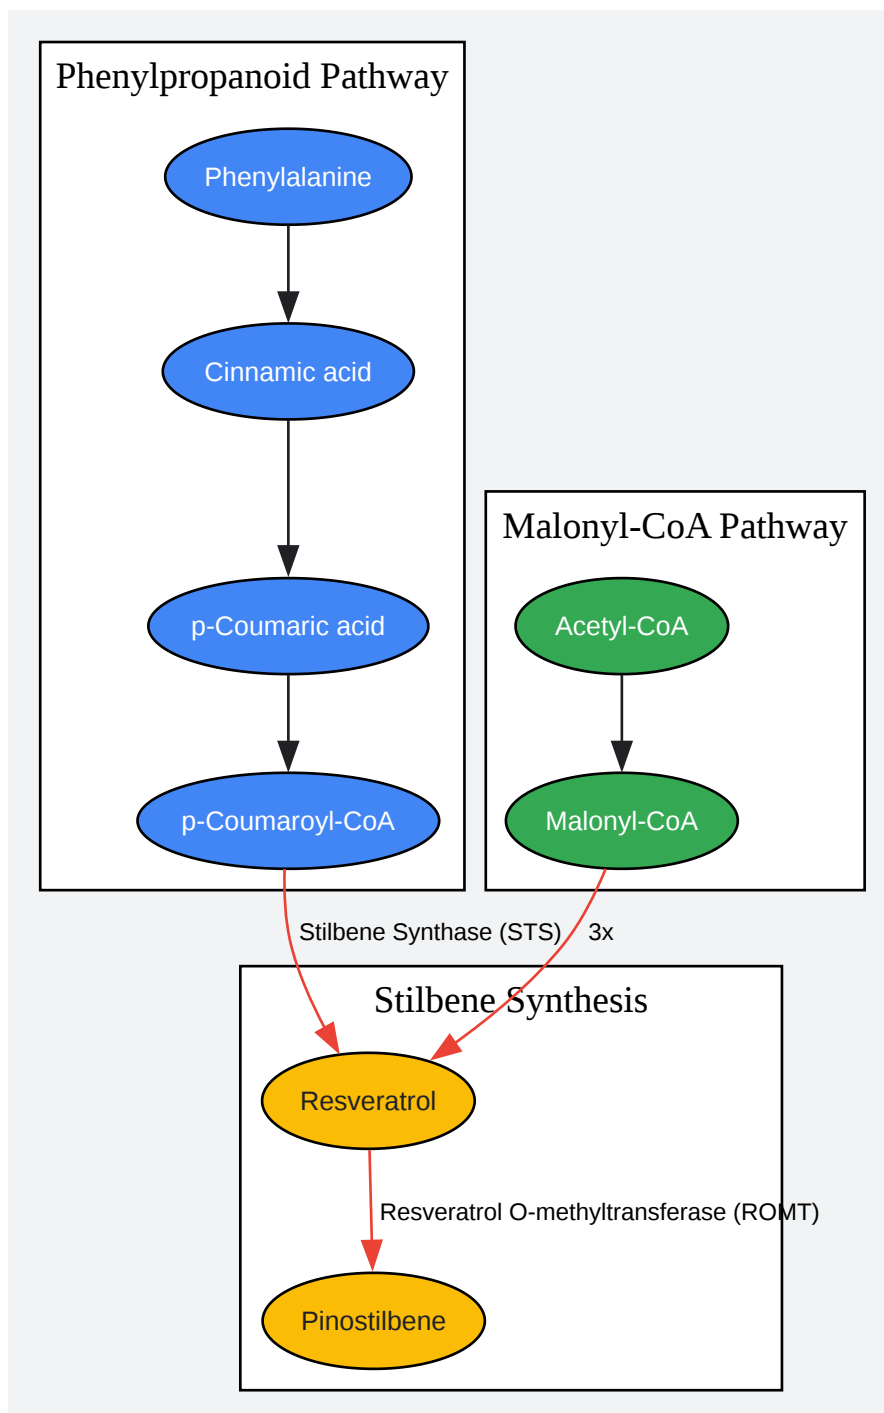 Phenylpropanoid Pathway
Phenylalanine
Cinnamic acid
p-Coumaric acid
p-Coumaroyl-CoA
Malonyl-CoA Pathway
Acetyl-CoA
Malonyl-CoA
Stilbene Synthase (STS)
3x
Stilbene Synthesis
Resveratrol
Resveratrol O-methyltransferase (ROMT)
Pinostilbene